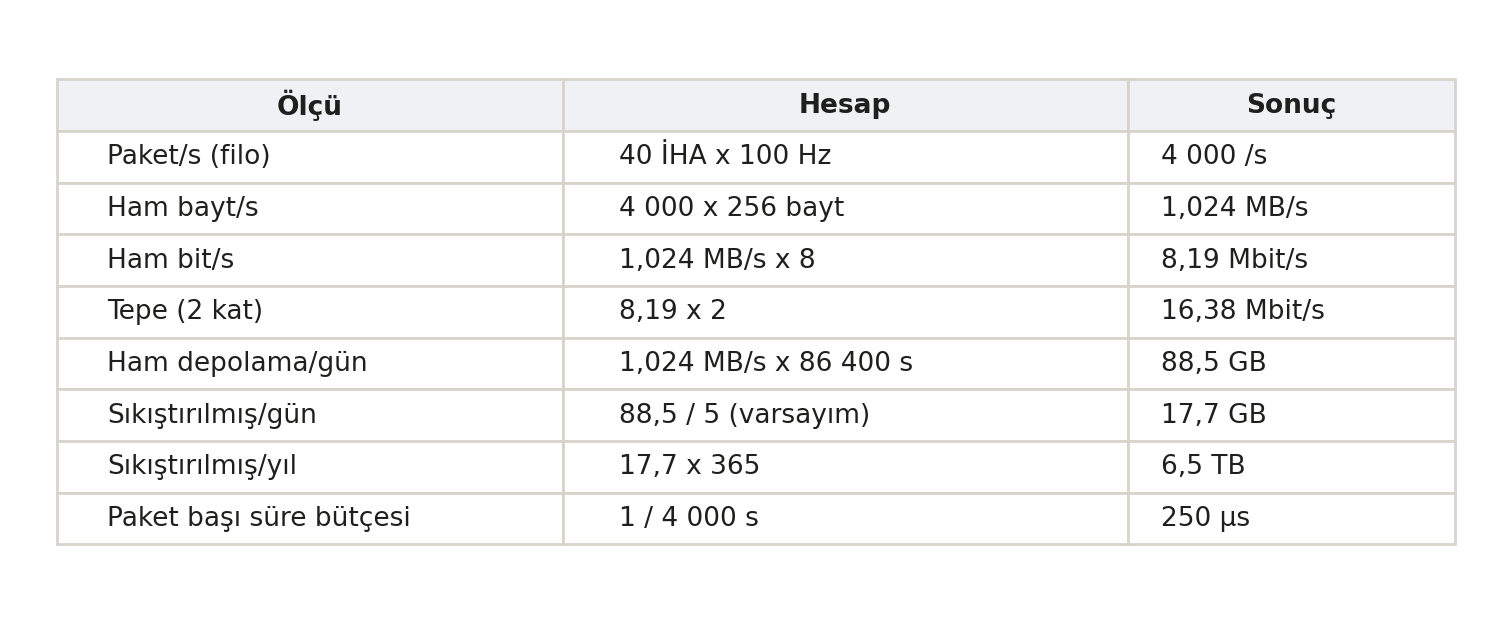 Ölçü Hesap Sonuç
Paket/s (filo) 40 İHA x 100 Hz 4 000 /s
Ham bayt/s 4 000 x 256 bayt 1,024 MB/s
Ham bit/s 1,024 MB/s x 8 8,19 Mbit/s
Tepe (2 kat) 8,19 x 2 16,38 Mbit/s
Ham depolama/gün 1,024 MB/s x 86 400 s 88,5 GB
Sıkıştırılmış/gün 88,5 / 5 (varsayım) 17,7 GB
Sıkıştırılmış/yıl 17,7 x 365 6,5 TB
Paket başı süre bütçesi 1 / 4 000 s 250 µs